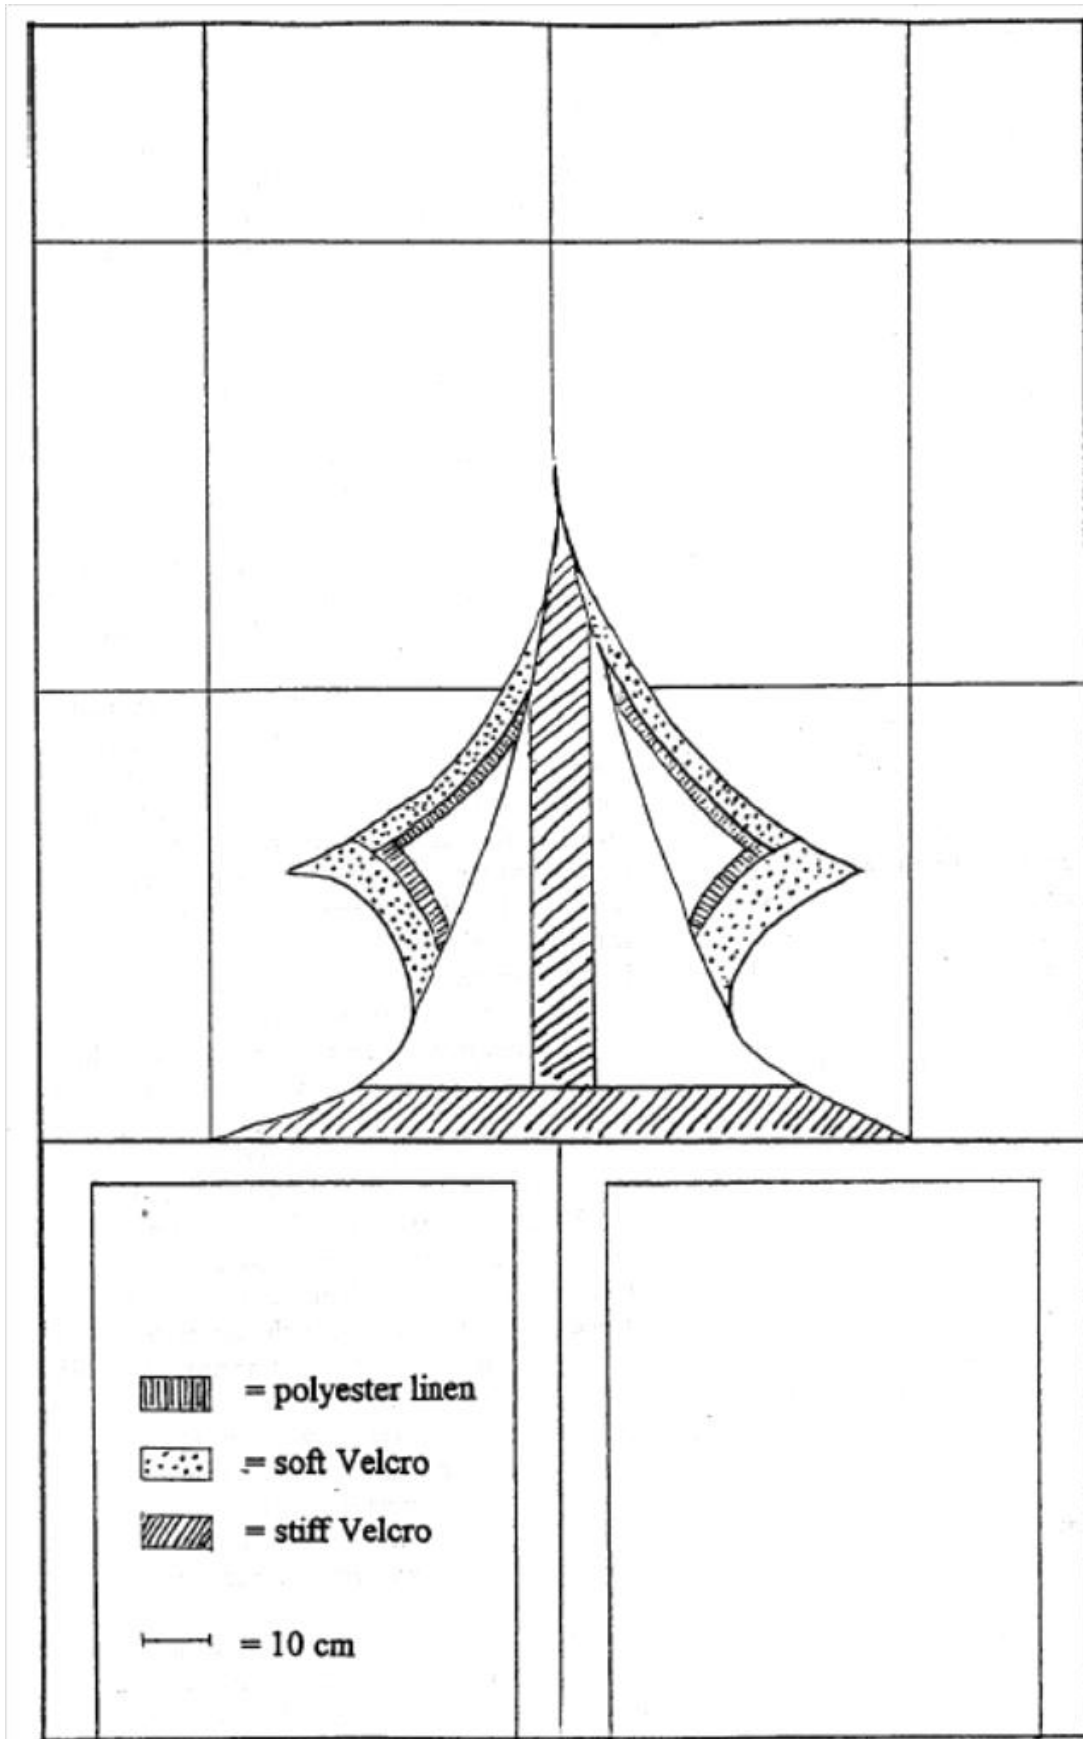 = polyester linen
= soft Velcro
= stiff Velcro
= 10 cm